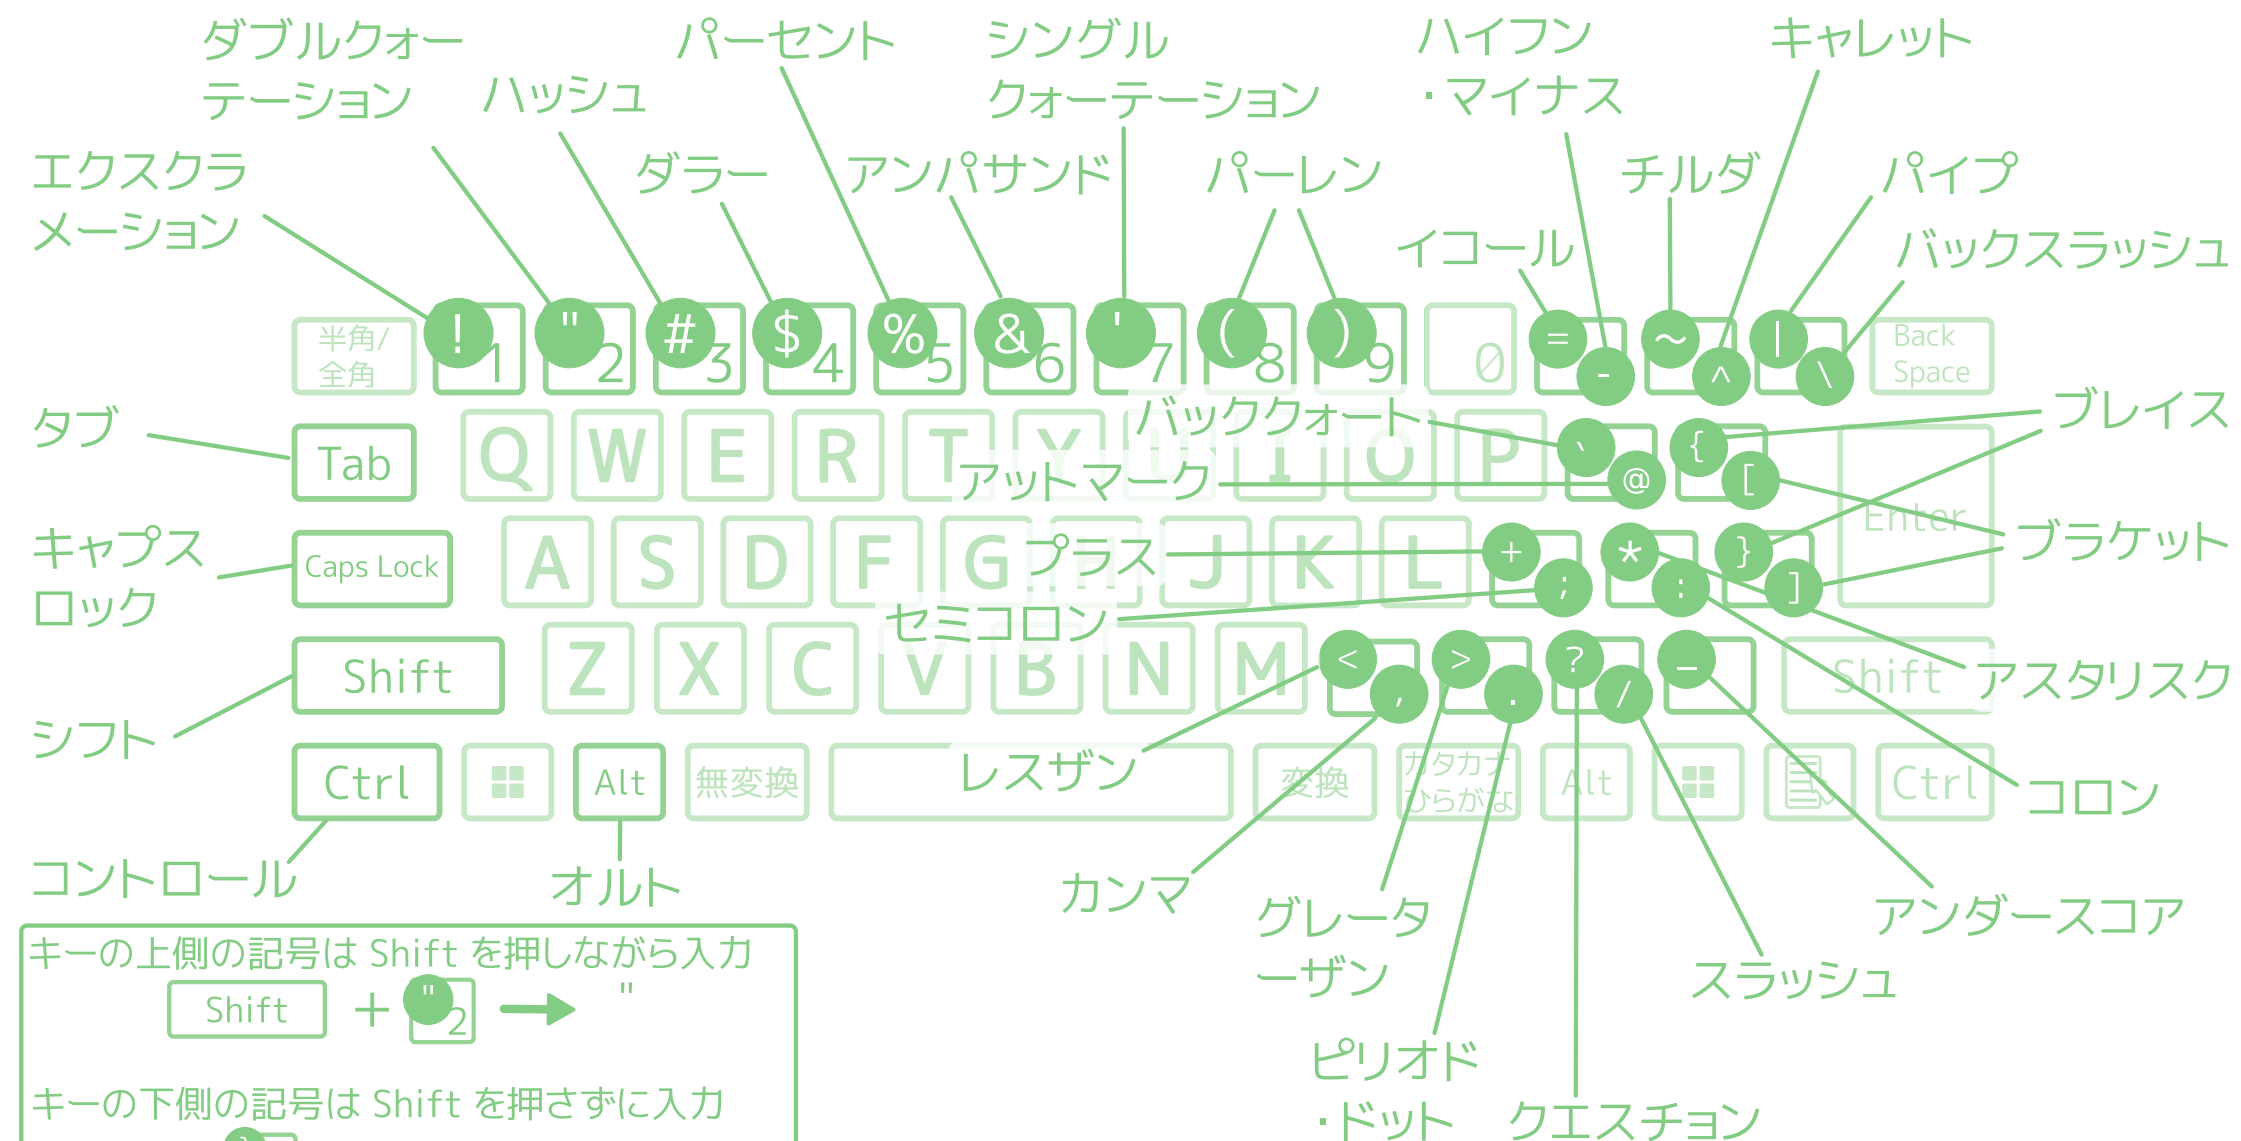 ダブルクォー
テーション
ハッシュ
パーセント
シングル
クォーテーション
ハイフン
・マイナス
キャレット
エクスクラ
メーション
ダラー
アンパサンド
パーレン
チルダ
パイプ
イコール
バックスラッシュ
半角/
全角
! 1
" 2
# 3
$ 4
% 5
& 6
' 7
( 8
) 9
0
= -
~ ^
| \
Back
Space
タブ
Tab
Q W E R T Y U I O P
バッククォート
アットマーク
` @
{ [
Enter
ブレイス
ブラケット
キャプス
ロック
Caps Lock
A S D F G H J K L
プラス
セミコロン
+ ;
* :
} ]
シフト
Shift
Z X C V B N M
< ,
> .
? /
_
Shift
アスタリスク
コントロール
Ctrl
Alt
無変換
レスザン
変換
カタカナ
ひらがな
Alt
Ctrl
コロン
オルト
カンマ
グレータ
ーザン
アンダースコア
スラッシュ
ピリオド
・ドット
クエスチョン
キーの上側の記号は Shift を押しながら入力
Shift + " 2 "
キーの下側の記号は Shift を押さずに入力